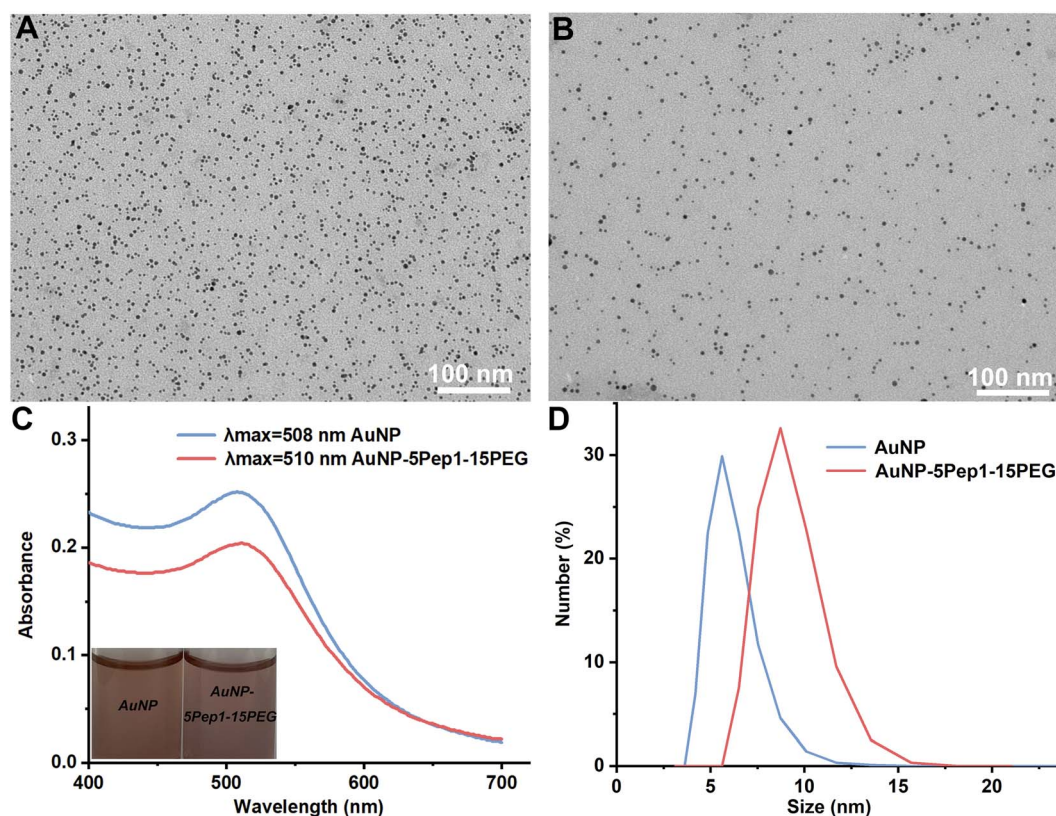 A
100 nm
B
100 nm
C
λmax=508 nm AuNP
λmax=510 nm AuNP-5Pep1-15PEG
0.3
0.2
0.1
0.0
Absorbance
AuNP
AuNP-
5Pep1-15PEG
400
500
600
700
Wavelength (nm)
D
AuNP
AuNP-5Pep1-15PEG
30
20
10
0
Number (%)
0
5
10
15
20
Size (nm)